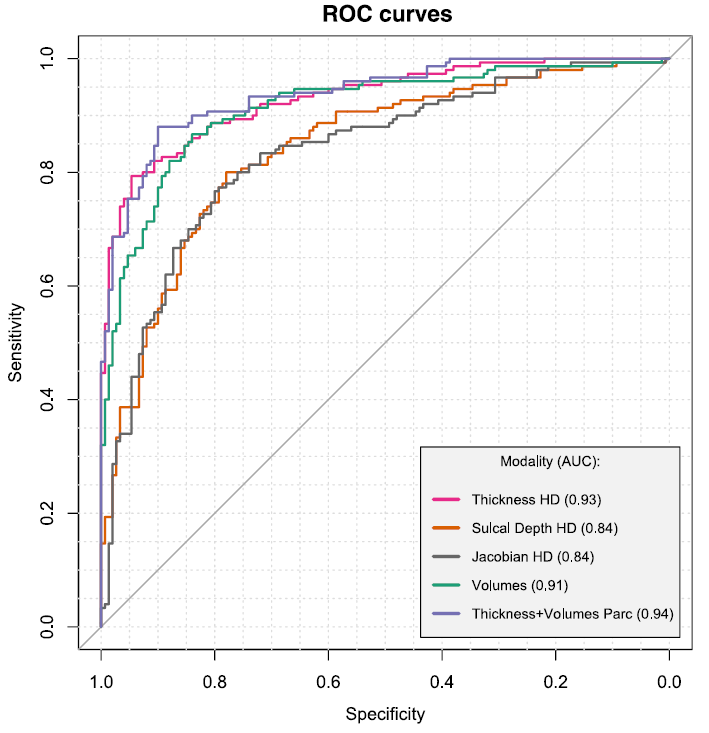 ROC curves
Sensitivity
1.0
0.8
0.6
0.4
0.2
0.0
Modality (AUC):
Thickness HD (0.93)
Sulcal Depth HD (0.84)
Jacobian HD (0.84)
Volumes (0.91)
Thickness+Volumes Parc (0.94)
1.0 0.8 0.6 0.4 0.2 0.0
Specificity